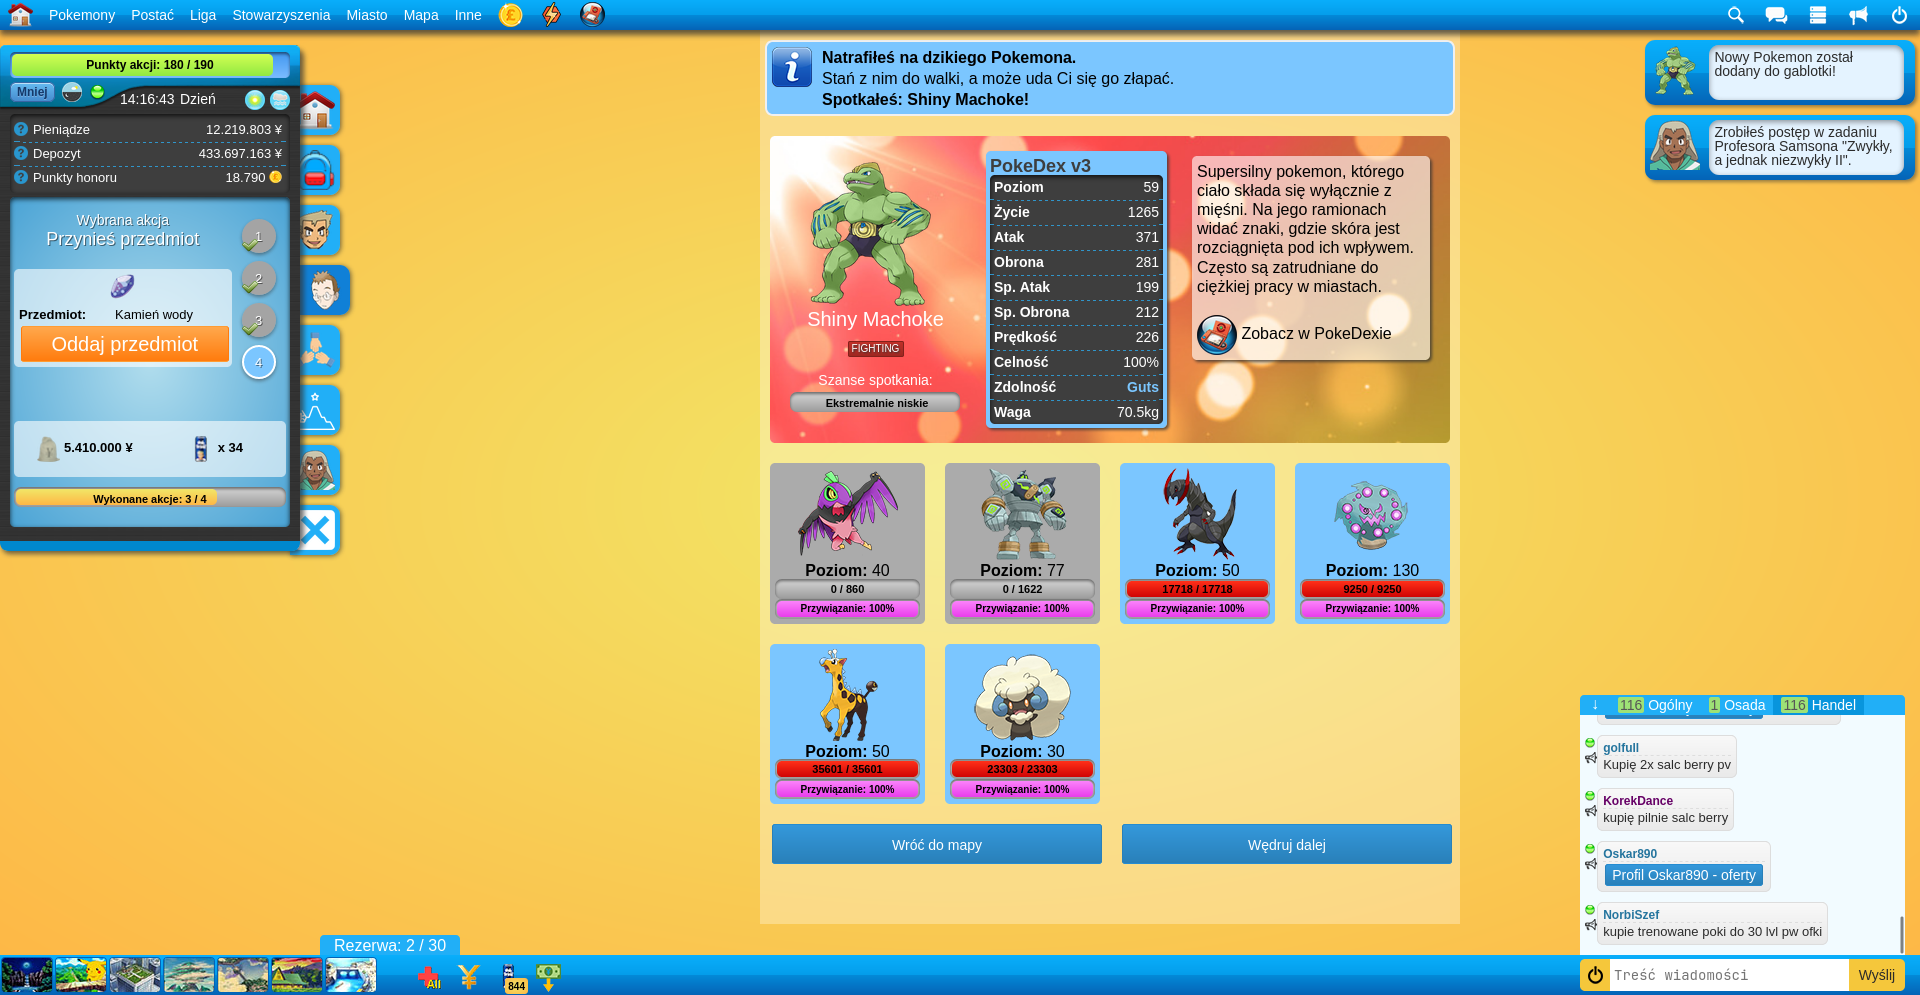 Pokemony Postać Liga Stowarzyszenia Miasto Mapa Inne
Punkty akcji: 180 / 190
Mniej 14:16:43 Dzień
Pieniądze 12.219.803 ¥
Depozyt 433.697.163 ¥
Punkty honoru 18.790
Wybrana akcja
Przynieś przedmiot
1
2
3
4
Przedmiot: Kamień wody
Oddaj przedmiot
5.410.000 ¥ x 34
Wykonane akcje: 3 / 4
Natrafiłeś na dzikiego Pokemona.
Stań z nim do walki, a może uda Ci się go złapać.
Spotkałeś: Shiny Machoke!
Shiny Machoke
FIGHTING
Szanse spotkania:
Ekstremalnie niskie
PokeDex v3
Poziom 59
Życie 1265
Atak 371
Obrona 281
Sp. Atak 199
Sp. Obrona 212
Prędkość 226
Celność 100%
Zdolność Guts
Waga 70.5kg
Supersilny pokemon, którego
ciało składa się wyłącznie z
mięśni. Na jego ramionach
widać znaki, gdzie skóra jest
rozciągnięta pod ich wpływem.
Często są zatrudniane do
ciężkiej pracy w miastach.
Zobacz w PokeDexie
Poziom: 40
0 / 860
Przywiązanie: 100%
Poziom: 77
0 / 1622
Przywiązanie: 100%
Poziom: 50
17718 / 17718
Przywiązanie: 100%
Poziom: 130
9250 / 9250
Przywiązanie: 100%
Poziom: 50
35601 / 35601
Przywiązanie: 100%
Poziom: 30
23303 / 23303
Przywiązanie: 100%
Wróć do mapy
Wędruj dalej
Nowy Pokemon został
dodany do gablotki!
Zrobiłeś postęp w zadaniu
Profesora Samsona "Zwykły,
a jednak niezwykły II".
↓ 116 Ogólny 1 Osada 116 Handel
golfull
Kupię 2x salc berry pv
KorekDance
kupię pilnie salc berry
Oskar890
Profil Oskar890 - oferty
NorbiSzef
kupie trenowane poki do 30 lvl pw ofki
Treść wiadomości Wyślij
Rezerwa: 2 / 30
All
844